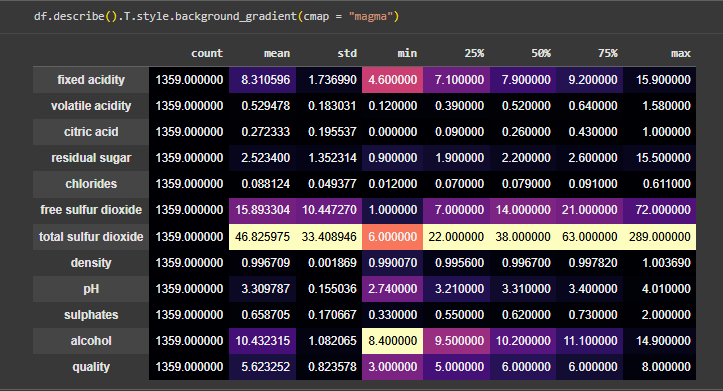 df.describe().T.style.background_gradient(cmap = "magma")
count mean std min 25% 50% 75% max
fixed acidity 1359.000000 8.310596 1.736990 4.600000 7.100000 7.900000 9.200000 15.900000
volatile acidity 1359.000000 0.529478 0.183031 0.120000 0.390000 0.520000 0.640000 1.580000
citric acid 1359.000000 0.272333 0.195537 0.000000 0.090000 0.260000 0.430000 1.000000
residual sugar 1359.000000 2.523400 1.352314 0.900000 1.900000 2.200000 2.600000 15.500000
chlorides 1359.000000 0.088124 0.049377 0.012000 0.070000 0.079000 0.091000 0.611000
free sulfur dioxide 1359.000000 15.893304 10.447270 1.000000 7.000000 14.000000 21.000000 72.000000
total sulfur dioxide 1359.000000 46.825975 33.408946 6.000000 22.000000 38.000000 63.000000 289.000000
density 1359.000000 0.996709 0.001869 0.990070 0.995600 0.996700 0.997820 1.003690
pH 1359.000000 3.309787 0.155036 2.740000 3.210000 3.310000 3.400000 4.010000
sulphates 1359.000000 0.658705 0.170667 0.330000 0.550000 0.620000 0.730000 2.000000
alcohol 1359.000000 10.432315 1.082065 8.400000 9.500000 10.200000 11.100000 14.900000
quality 1359.000000 5.623252 0.823578 3.000000 5.000000 6.000000 6.000000 8.000000